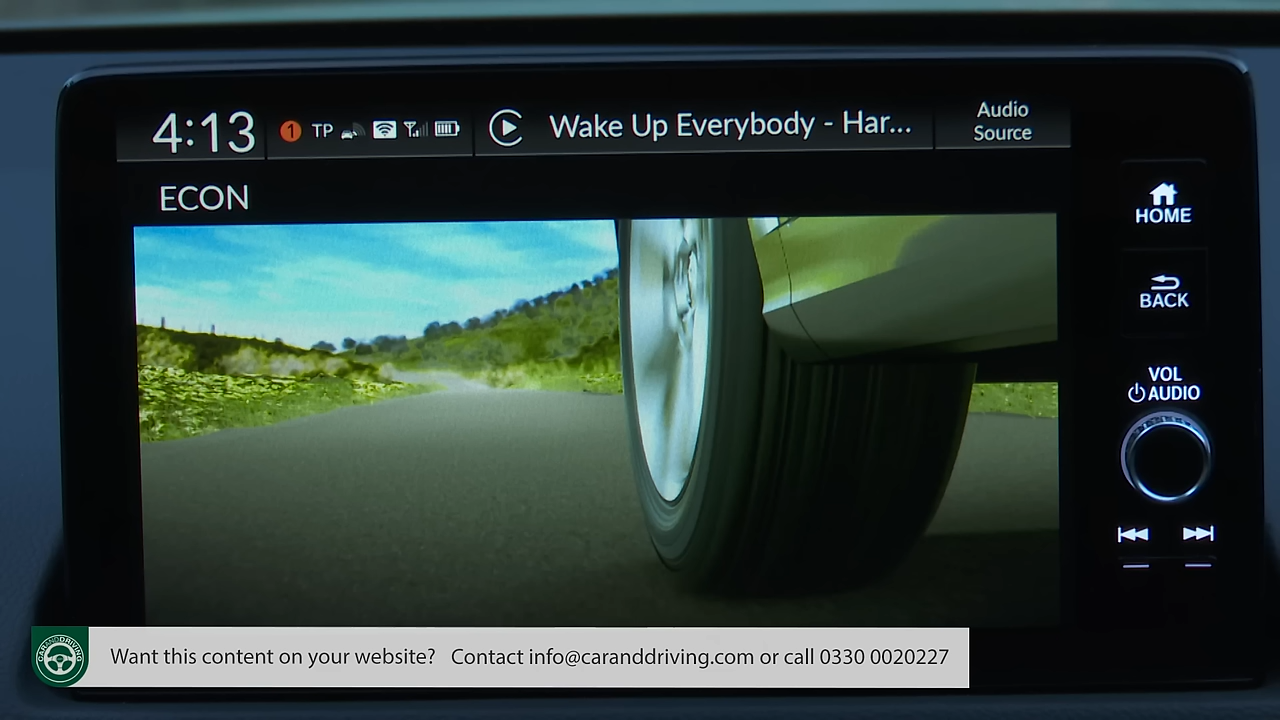 4:13
1
TP
Wake Up Everybody - Har...
Audio
Source
ECON
HOME
BACK
VOL
AUDIO
CARANDDRIVING
Want this content on your website? Contact info@caranddriving.com or call 0330 0020227